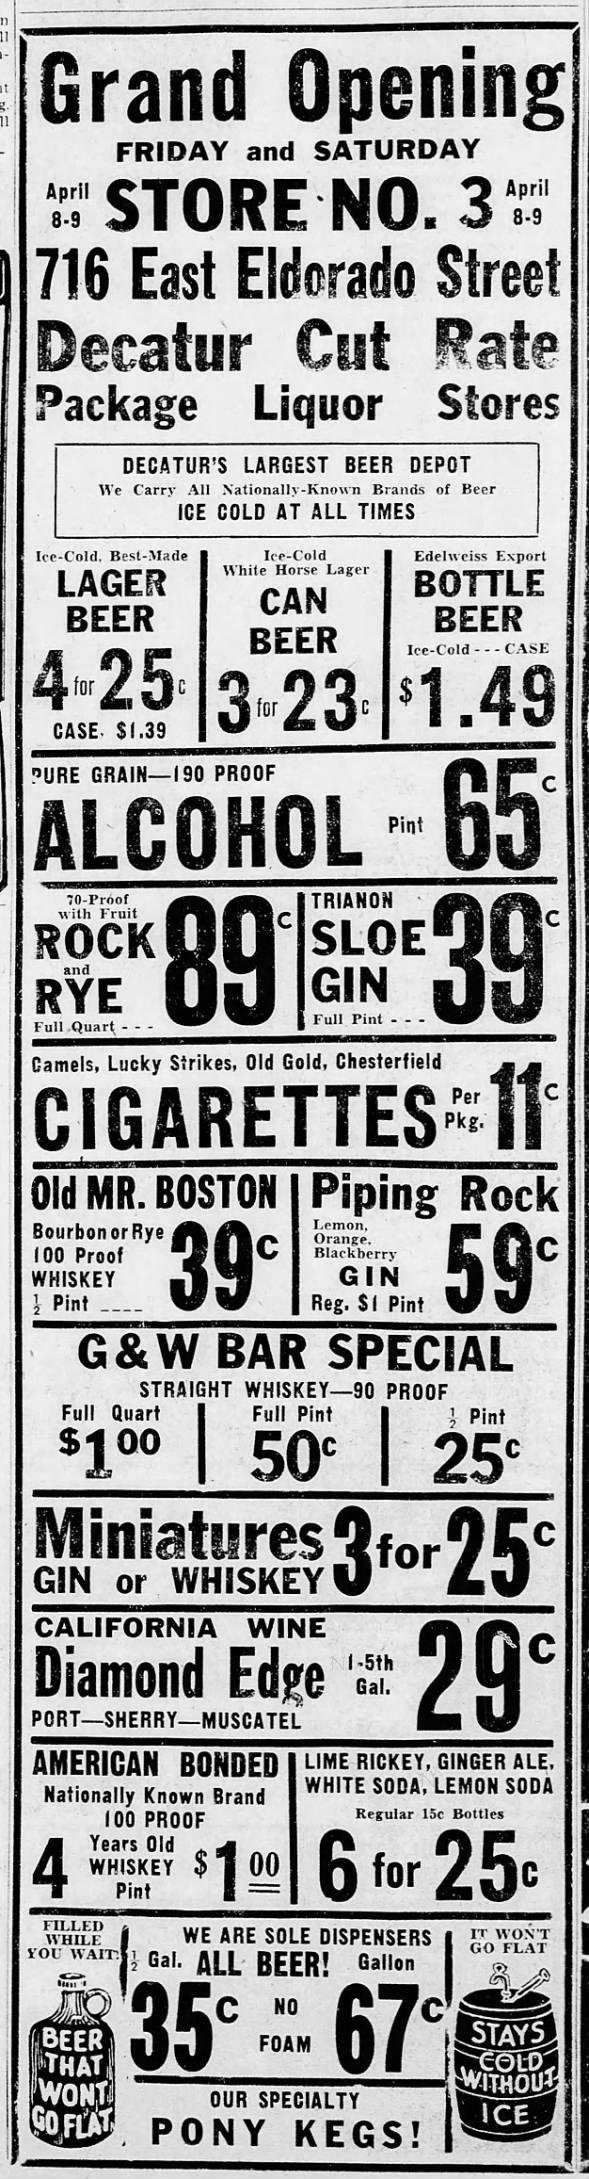 Grand Opening
FRIDAY and SATURDAY
April 8-9 STORE NO. 3 April 8-9
716 East Eldorado Street
Decatur Cut Rate
Package Liquor Stores
DECATUR'S LARGEST BEER DEPOT
We Carry All Nationally-Known Brands of Beer
ICE COLD AT ALL TIMES
Ice-Cold, Best-Made
LAGER
BEER
4 for 25c
CASE. $1.39
Ice-Cold
White Horse Lager
CAN
BEER
3 for 23c
Edelweiss Export
BOTTLE
BEER
Ice-Cold - - - CASE
$1.49
PURE GRAIN—190 PROOF
ALCOHOL Pint 65c
70-Proof
with Fruit
ROCK
and
RYE
Full Quart - - -
89c
TRIANON
SLOE
GIN
Full Pint - - -
39c
Camels, Lucky Strikes, Old Gold, Chesterfield
CIGARETTES Per Pkg. 11c
Old MR. BOSTON
Bourbon or Rye
100 Proof
WHISKEY
½ Pint ----
39c
Piping Rock
Lemon,
Orange,
Blackberry
GIN
Reg. $1 Pint
59c
G & W BAR SPECIAL
STRAIGHT WHISKEY—90 PROOF
Full Quart
$1.00
Full Pint
50c
½ Pint
25c
Miniatures 3 for 25c
GIN or WHISKEY
CALIFORNIA WINE
Diamond Edge 1-5th Gal. 29c
PORT—SHERRY—MUSCATEL
AMERICAN BONDED
Nationally Known Brand
100 PROOF
4 Years Old
WHISKEY
Pint
$1.00
LIME RICKEY, GINGER ALE,
WHITE SODA, LEMON SODA
Regular 15c Bottles
6 for 25c
FILLED
WHILE
YOU WAIT
BEER
THAT
WONT
GO FLAT
WE ARE SOLE DISPENSERS
½ Gal. ALL BEER! Gallon
35c NO FOAM 67c
OUR SPECIALTY
PONY KEGS!
IT WON'T
GO FLAT
STAYS
COLD
WITHOUT
ICE